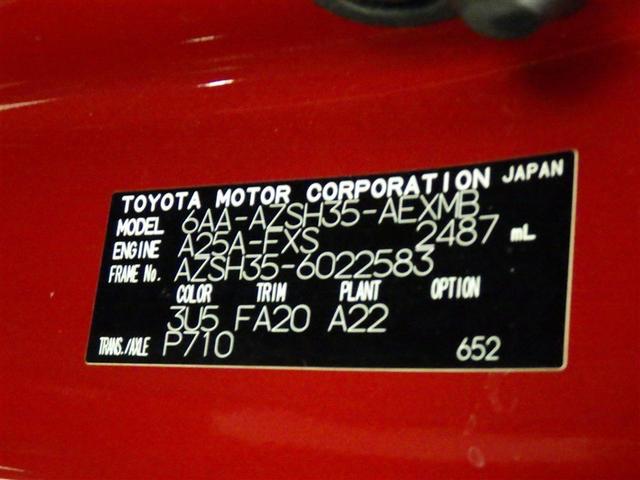 TOYOTA MOTOR CORPORATION JAPAN
MODEL 6AA-AZSH35-AEXMB
ENGINE A25A-FXS 2487 mL
FRAME No. AZSH35-6022583
COLOR TRIM PLANT OPTION
3U5 FA20 A22
TRANS./AXLE P710 652